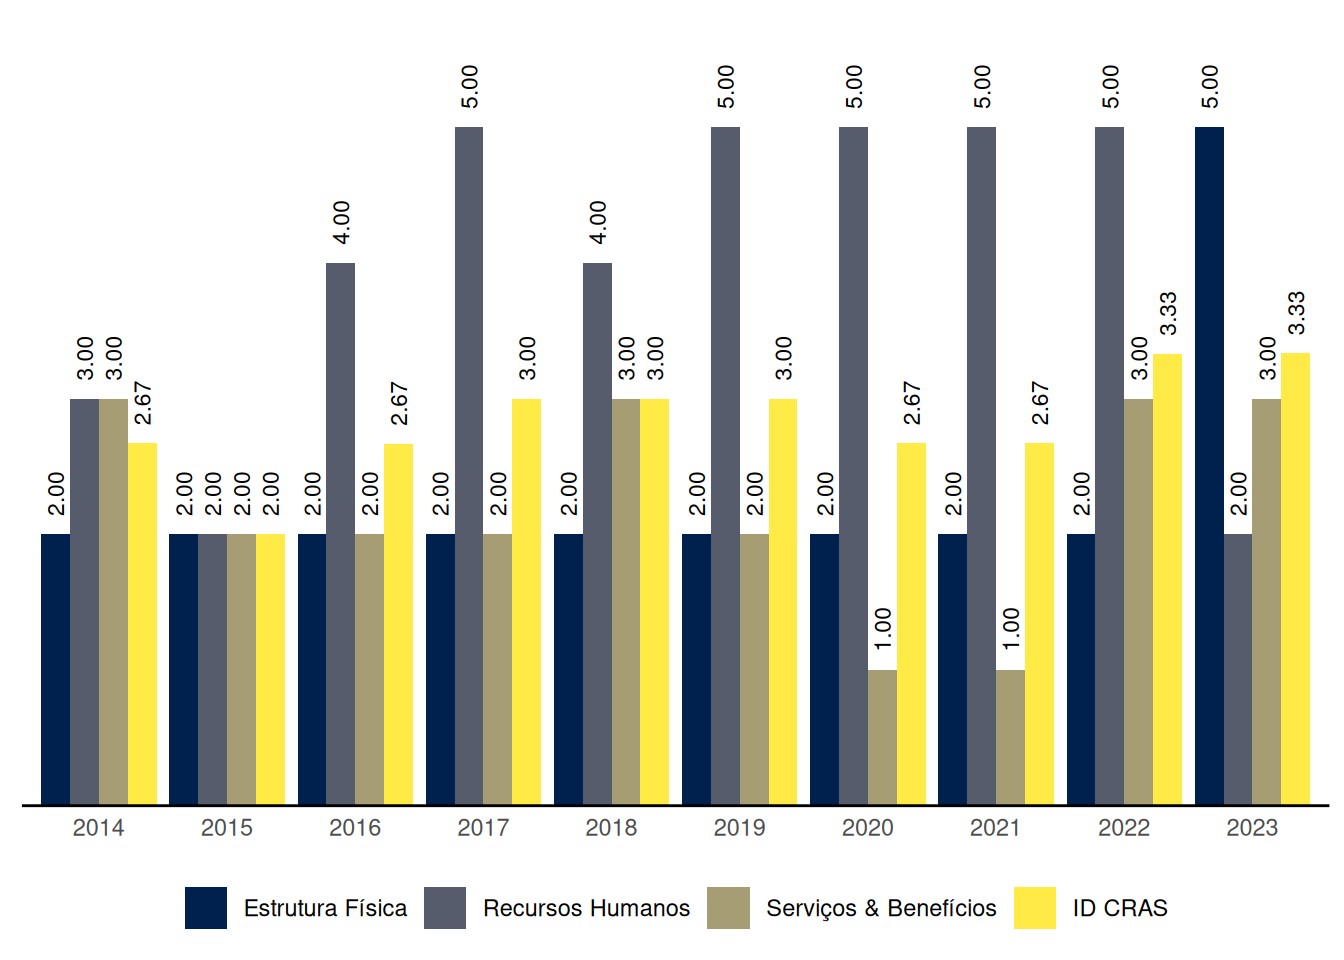 5.00 5.00 5.00 5.00 5.00 5.00
4.00 4.00
3.33 3.33
3.00 3.00 3.00 3.00 3.00 3.00 3.00 3.00
2.67 2.67 2.67 2.67
2.00 2.00 2.00 2.00 2.00 2.00 2.00 2.00 2.00 2.00 2.00 2.00 2.00 2.00 2.00 2.00 2.00
1.00 1.00
2014 2015 2016 2017 2018 2019 2020 2021 2022 2023
Estrutura Física Recursos Humanos Serviços & Benefícios ID CRAS